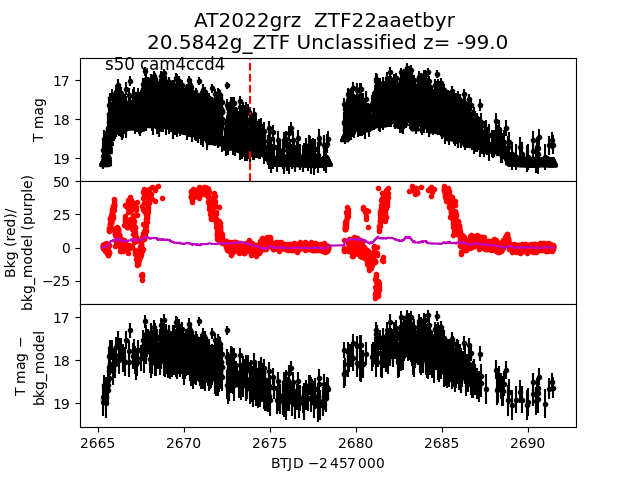 AT2022grz  ZTF22aaetbyr
20.5842g_ZTF Unclassified z= -99.0
s50 cam4ccd4
T mag
17
18
19
Bkg (red)/
bkg_model (purple)
50
25
0
−25
T mag −
bkg_model
17
18
19
2665
2670
2675
2680
2685
2690
BTJD −2 457 000